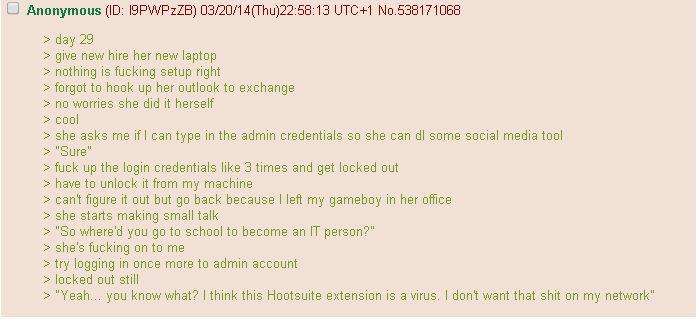 Anonymous (ID: I9PWPzZB) 03/20/14(Thu)22:58:13 UTC+1 No.538171068
> day 29
> give new hire her new laptop
> nothing is fucking setup right
> forgot to hook up her outlook to exchange
> no worries she did it herself
> cool
> she asks me if I can type in the admin credentials so she can dl some social media tool
> "Sure"
> fuck up the login credentials like 3 times and get locked out
> have to unlock it from my machine
> can't figure it out but go back because I left my gameboy in her office
> she starts making small talk
> "So where'd you go to school to become an IT person?"
> she's fucking on to me
> try logging in once more to admin account
> locked out still
> "Yeah... you know what? I think this Hootsuite extension is a virus. I don't want that shit on my network"